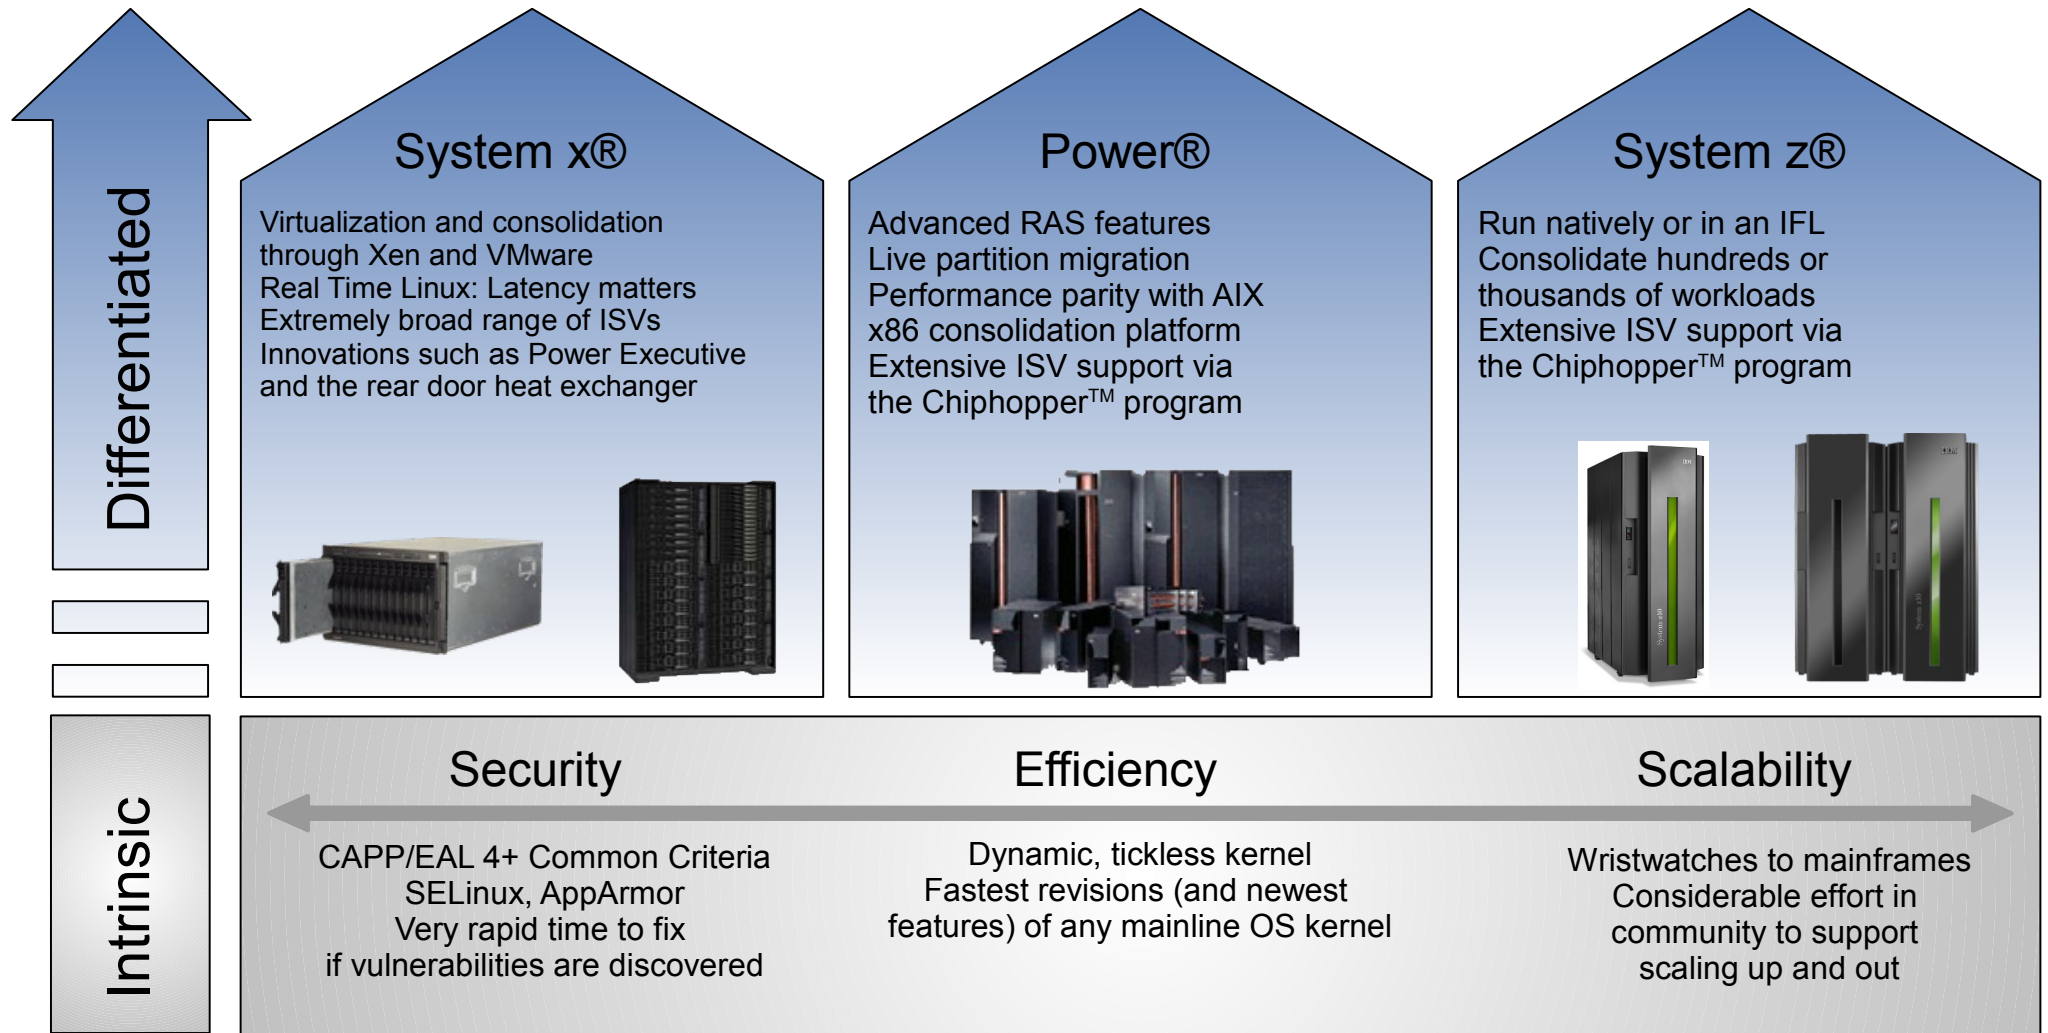 Differentiated
System x®
Virtualization and consolidation
through Xen and VMware
Real Time Linux: Latency matters
Extremely broad range of ISVs
Innovations such as Power Executive
and the rear door heat exchanger
Power®
Advanced RAS features
Live partition migration
Performance parity with AIX
x86 consolidation platform
Extensive ISV support via
the Chiphopper™ program
System z®
Run natively or in an IFL
Consolidate hundreds or
thousands of workloads
Extensive ISV support via
the Chiphopper™ program
IBM
System z10
IBM
System z10
Intrinsic
Security
CAPP/EAL 4+ Common Criteria
SELinux, AppArmor
Very rapid time to fix
if vulnerabilities are discovered
Efficiency
Dynamic, tickless kernel
Fastest revisions (and newest
features) of any mainline OS kernel
Scalability
Wristwatches to mainframes
Considerable effort in
community to support
scaling up and out